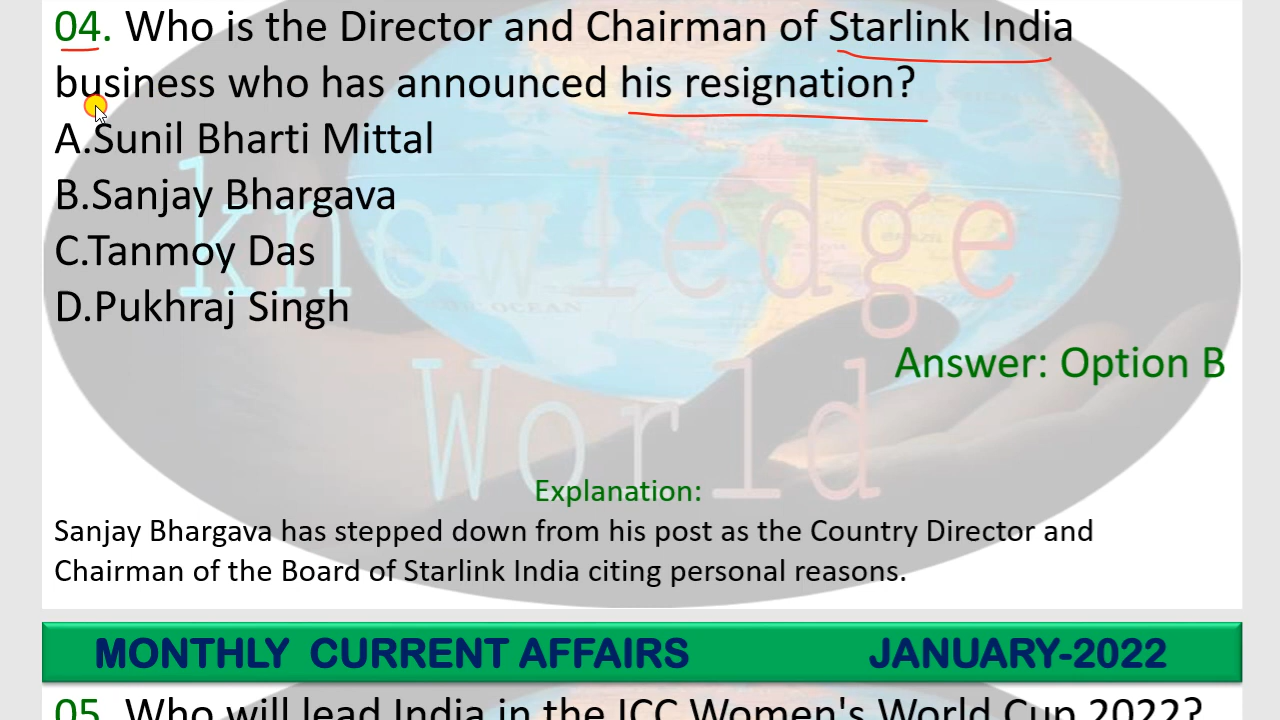 04. Who is the Director and Chairman of Starlink India
business who has announced his resignation?
A.Sunil Bharti Mittal
B.Sanjay Bhargava
C.Tanmoy Das
D.Pukhraj Singh
Answer: Option B
knowledge
World
Explanation:
Sanjay Bhargava has stepped down from his post as the Country Director and
Chairman of the Board of Starlink India citing personal reasons.
MONTHLY CURRENT AFFAIRS JANUARY-2022
05. Who will lead India in the ICC Women's World Cup 2022?